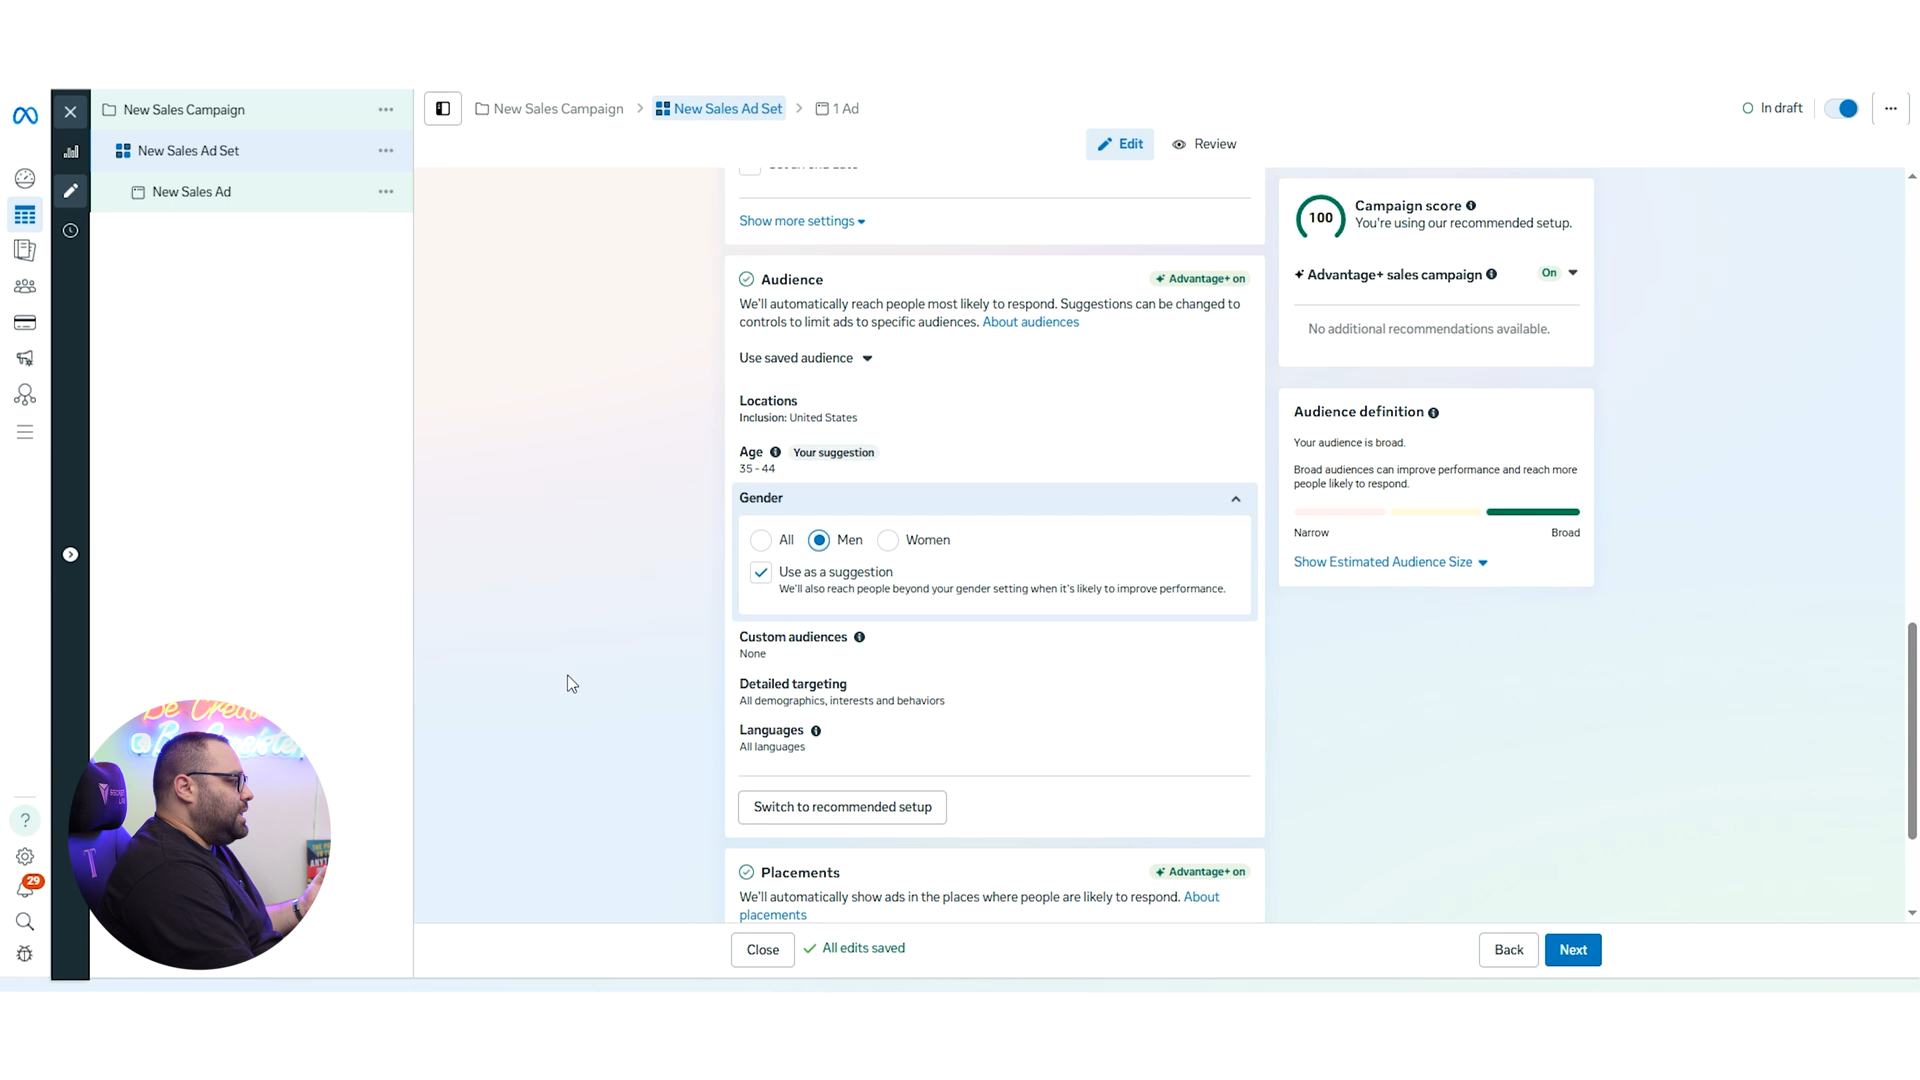 New Sales Campaign
New Sales Ad Set
New Sales Ad
New Sales Campaign
New Sales Ad Set
1 Ad
In draft
Edit
Review
Show more settings
Audience
Advantage+ on
We'll automatically reach people most likely to respond. Suggestions can be changed to
controls to limit ads to specific audiences. About audiences
Use saved audience
Locations
Inclusion: United States
Age
Your suggestion
35 - 44
Gender
All
Men
Women
Use as a suggestion
We'll also reach people beyond your gender setting when it's likely to improve performance.
Custom audiences
None
Detailed targeting
All demographics, interests and behaviors
Languages
All languages
Switch to recommended setup
Placements
Advantage+ on
We'll automatically show ads in the places where people are likely to respond. About
placements
Close
All edits saved
Back
Next
100
Campaign score
You're using our recommended setup.
Advantage+ sales campaign
On
No additional recommendations available.
Audience definition
Your audience is broad.
Broad audiences can improve performance and reach more
people likely to respond.
Narrow
Broad
Show Estimated Audience Size
29